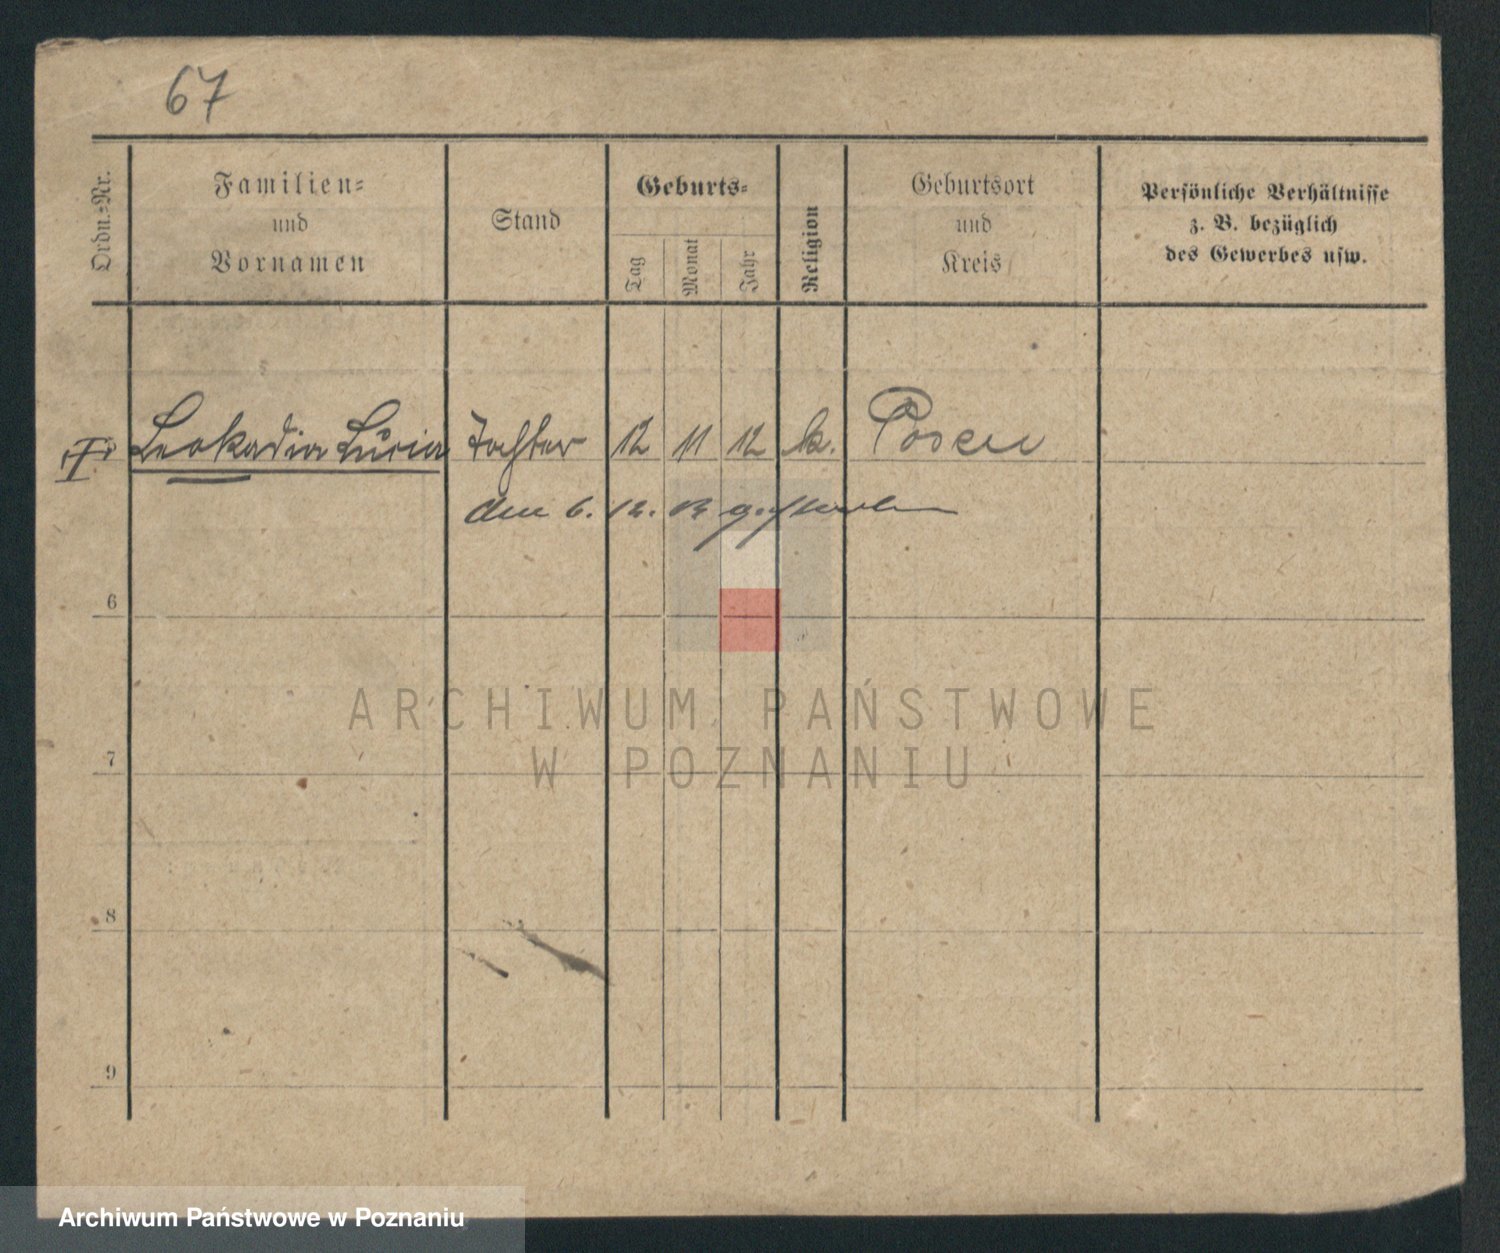 67
Ordn.-Nr.
Familien-
und
Vornamen
Stand
Geburts-
Tag
Monat
Jahr
Religion
Geburtsort
und
Kreis
Persönliche Verhältnisse
z. B. bezüglich
des Gewerbes usw.
Leokadia Lucia Tochter 12 11 12 k. Posen
den 6. 12. 12 gestorben
6
7
8
9
ARCHIWUM PAŃSTWOWE
W POZNANIU
Archiwum Państwowe w Poznaniu